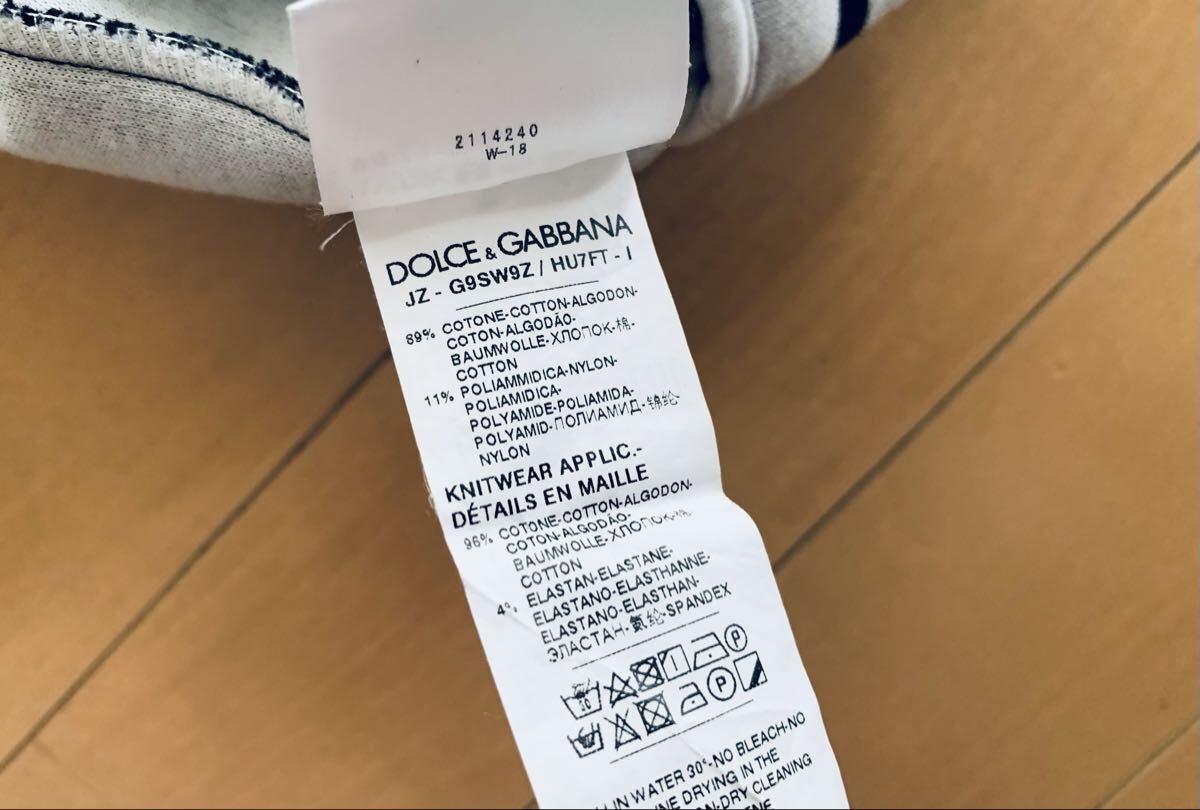 2114240
W-18
DOLCE & GABBANA
JZ - G9SW9Z / HU7FT - I
89% COTONE-COTTON-ALGODON-
COTON-ALGODÃO-
BAUMWOLLE-ХЛОПОК-棉-
COTTON
11% POLIAMMIDICA-NYLON-
POLIAMIDICA-
POLYAMIDE-POLIAMIDA-
POLYAMID-ПОЛИАМИД-锦纶-
NYLON
KNITWEAR APPLIC.-
DÉTAILS EN MAILLE
96% COTONE-COTTON-ALGODON-
COTON-ALGODÃO-
BAUMWOLLE-ХЛОПОК-棉-
COTTON
4% ELASTAN-ELASTANE-
ELASTANO-ELASTHANNE-
ELASTANO-ELASTHAN-
ЭЛАСТАН-氨纶-SPANDEX
P
30
P
IN WATER 30°-NO BLEACH-NO
DRYING IN THE
DRY CLEANING